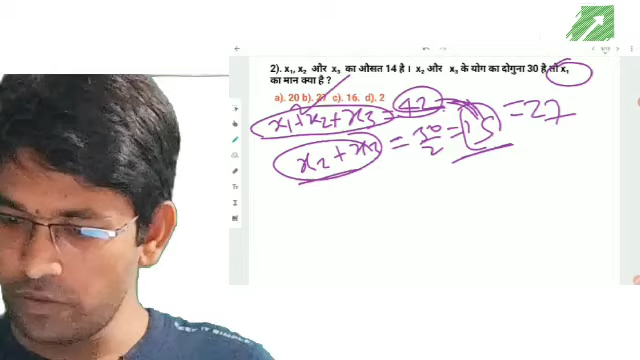 2). x₁, x₂ और x₃ का औसत 14 है । x₂ और x₃ के योग का दोगुना 30 है,तो x₁
का मान क्या है ?
a). 20 b). 27 c). 16. d). 2
x₁+x₂+x₃ = 42 - 15 = 27
x₂ + x₃ = 30/2 = 15